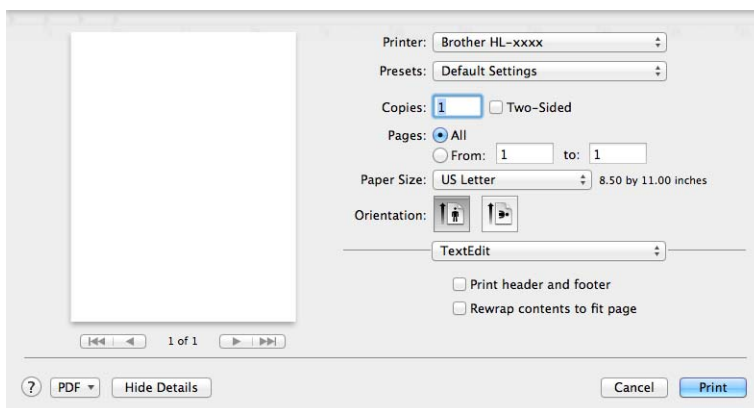 Printer: Brother HL-xxxx
Presets: Default Settings
Copies: 1 Two-Sided
Pages: All
From: 1 to: 1
Paper Size: US Letter 8.50 by 11.00 inches
Orientation:
TextEdit
Print header and footer
Rewrap contents to fit page
1 of 1
? PDF Hide Details Cancel Print